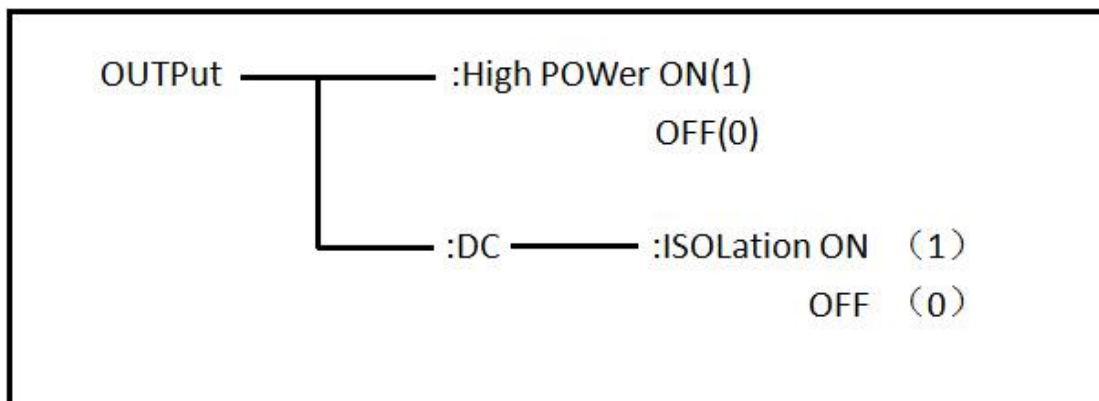 OUTPut :High POWer ON(1)
OFF(0)
:DC :ISOLation ON （1）
OFF （0）